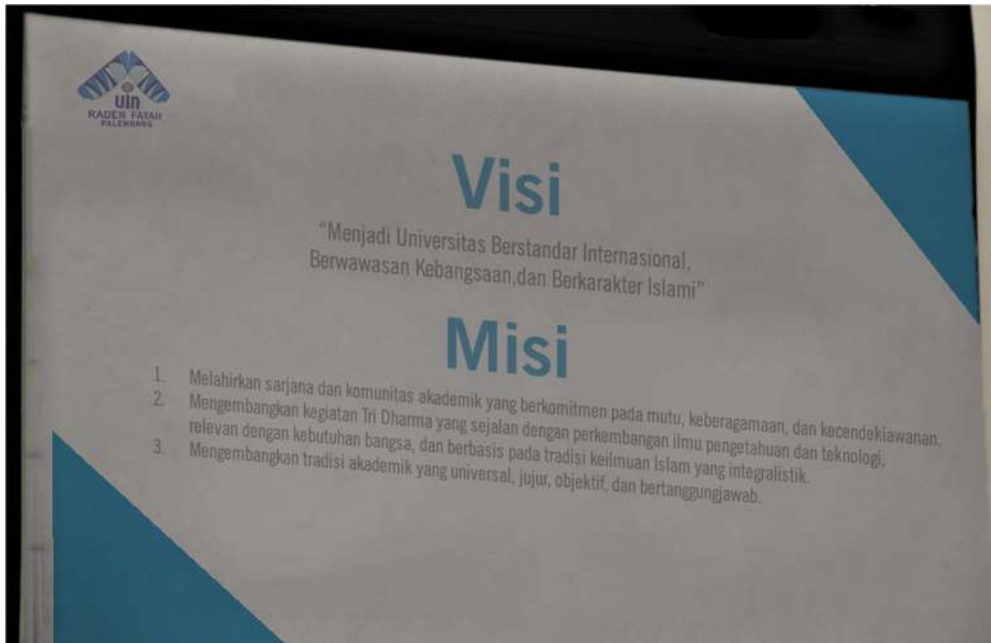 uin
RADEN FATAH
PALEMBANG
Visi
"Menjadi Universitas Berstandar Internasional,
Berwawasan Kebangsaan,dan Berkarakter Islami"
Misi
1. Melahirkan sarjana dan komunitas akademik yang berkomitmen pada mutu, keberagamaan, dan kecendekiawanan.
2. Mengembangkan kegiatan Tri Dharma yang sejalan dengan perkembangan ilmu pengetahuan dan teknologi,
relevan dengan kebutuhan bangsa, dan berbasis pada tradisi keilmuan Islam yang integralistik.
3. Mengembangkan tradisi akademik yang universal, jujur, objektif, dan bertanggungjawab.